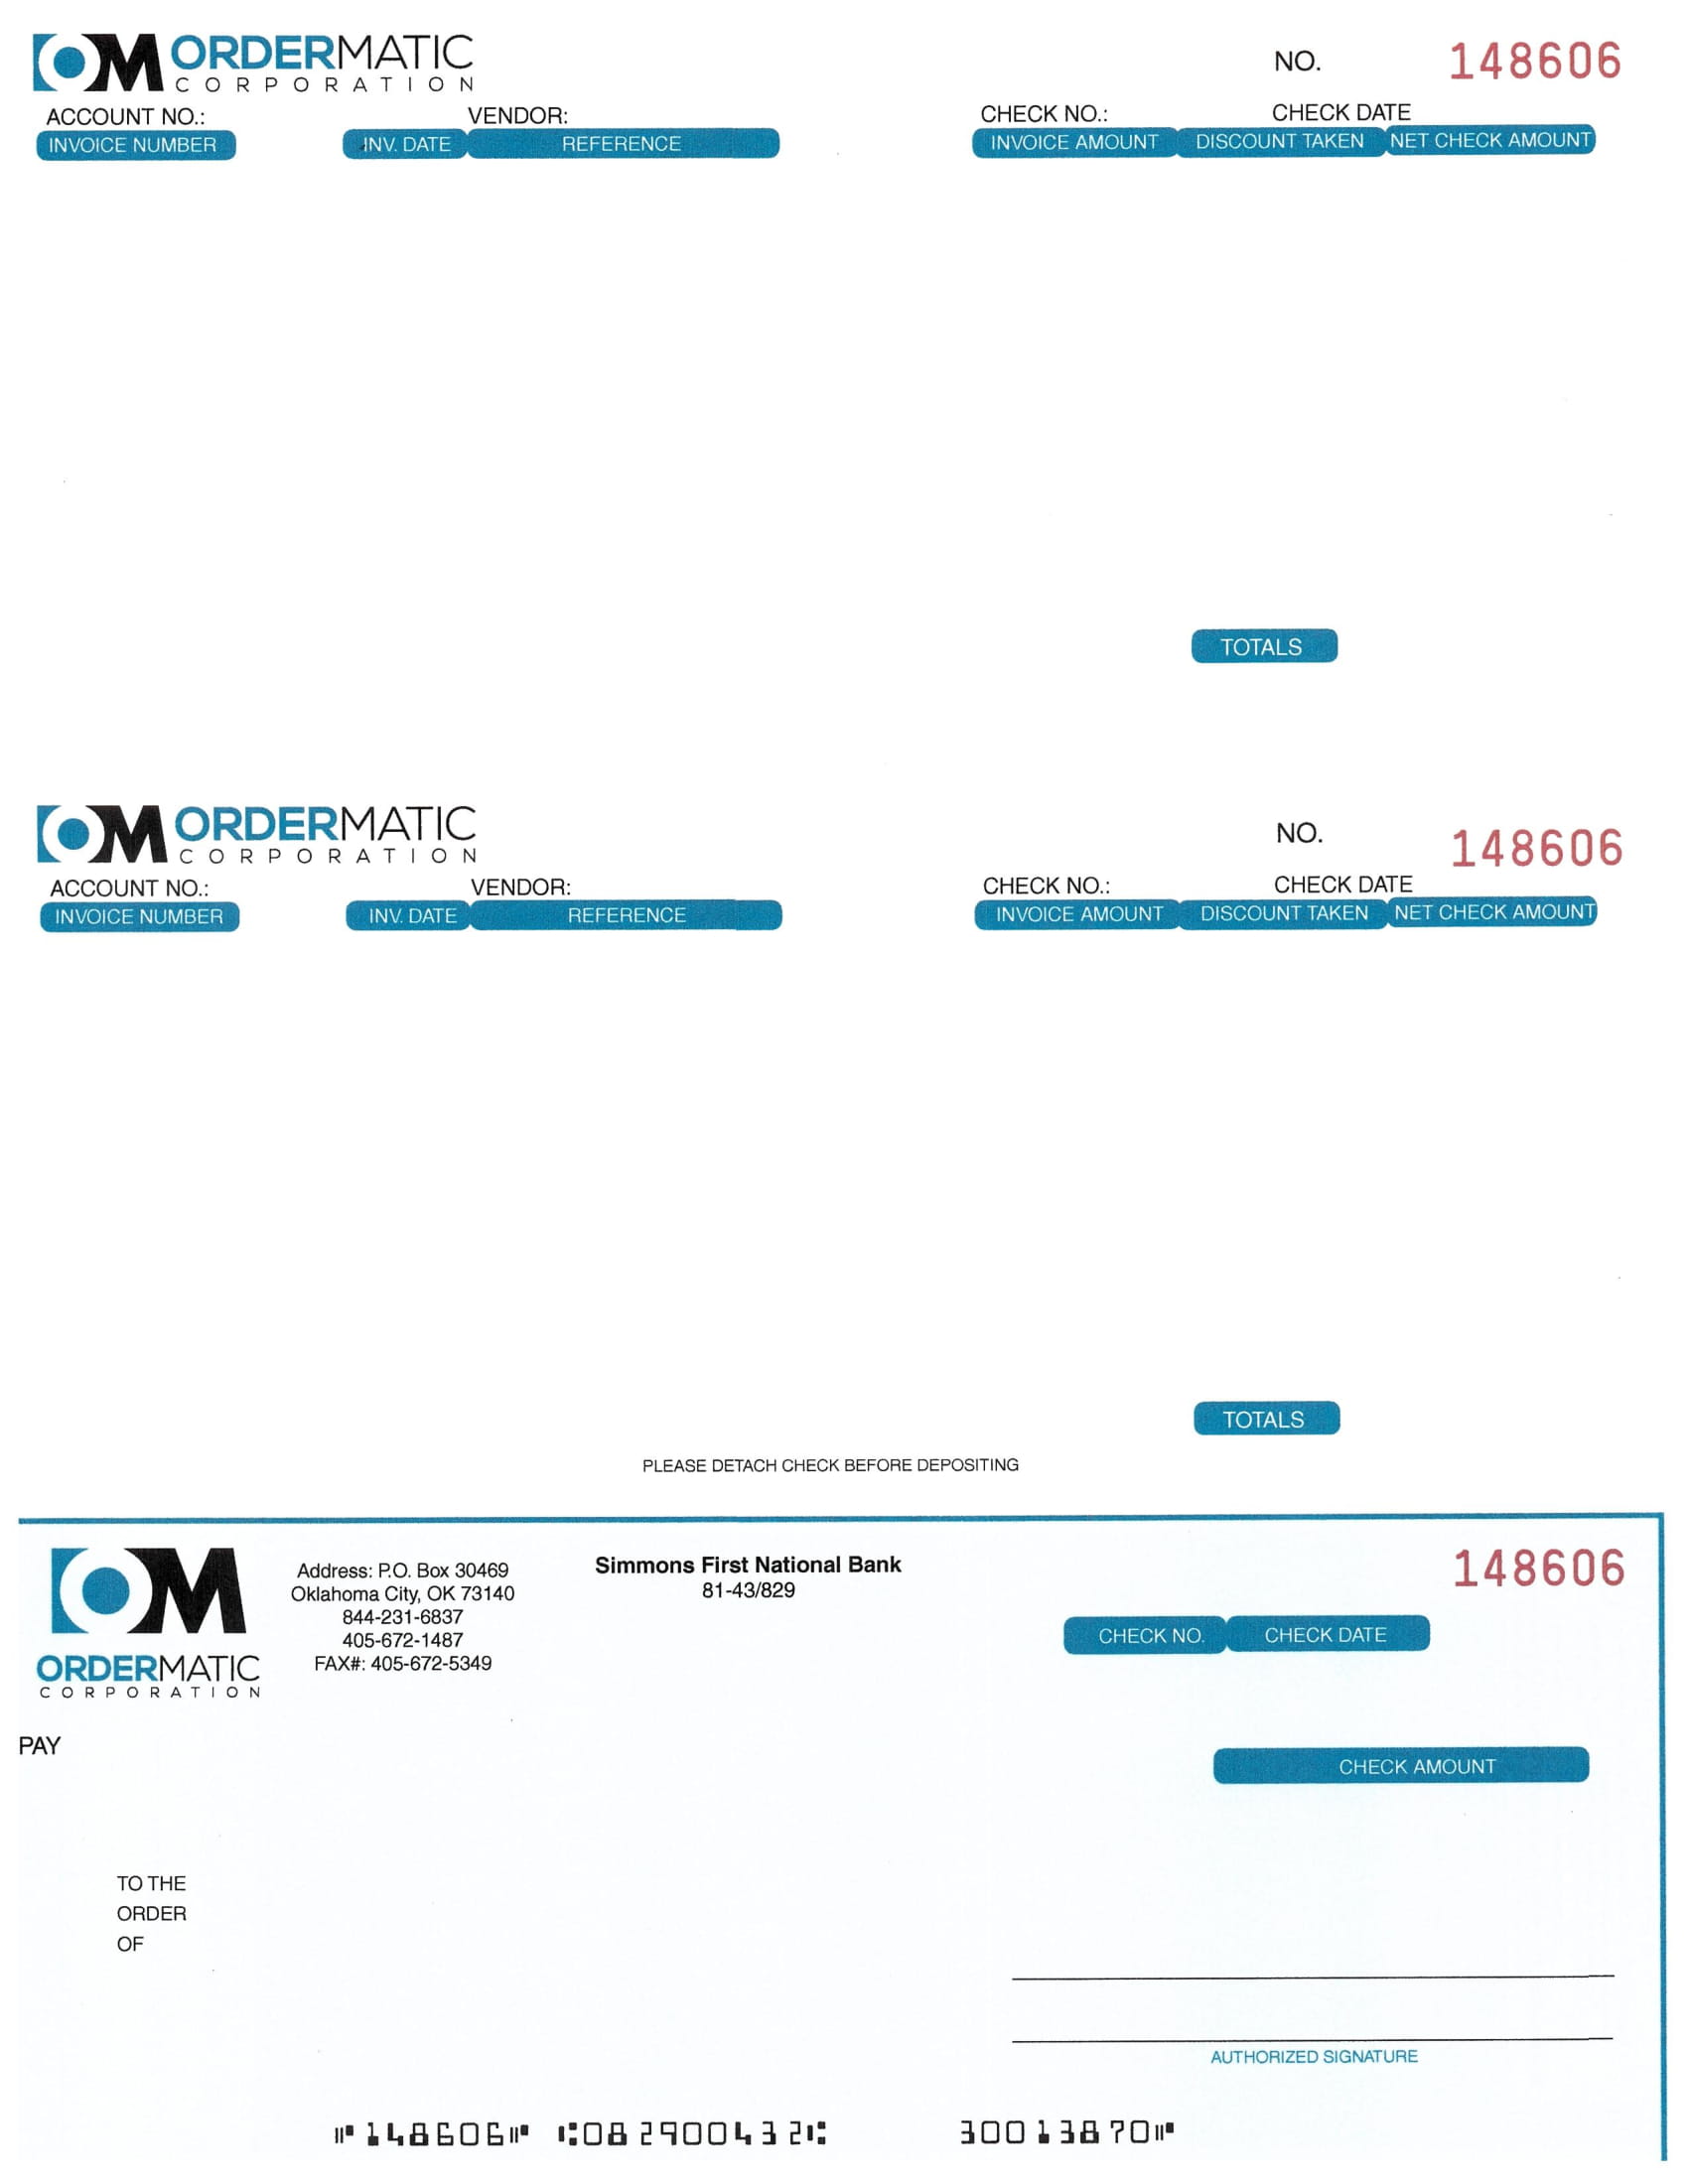 OM ORDERMATIC
CORPORATION
NO. 148606
ACCOUNT NO.: VENDOR: CHECK NO.: CHECK DATE
INVOICE NUMBER INV. DATE REFERENCE INVOICE AMOUNT DISCOUNT TAKEN NET CHECK AMOUNT
TOTALS
OM ORDERMATIC
CORPORATION
NO. 148606
ACCOUNT NO.: VENDOR: CHECK NO.: CHECK DATE
INVOICE NUMBER INV. DATE REFERENCE INVOICE AMOUNT DISCOUNT TAKEN NET CHECK AMOUNT
TOTALS
PLEASE DETACH CHECK BEFORE DEPOSITING
OM
ORDERMATIC
CORPORATION
Address: P.O. Box 30469
Oklahoma City, OK 73140
844-231-6837
405-672-1487
FAX#: 405-672-5349
Simmons First National Bank
81-43/829
148606
CHECK NO. CHECK DATE
PAY
CHECK AMOUNT
TO THE
ORDER
OF
AUTHORIZED SIGNATURE
⑈148606⑈ ⑆082900432⑆ 30013870⑈